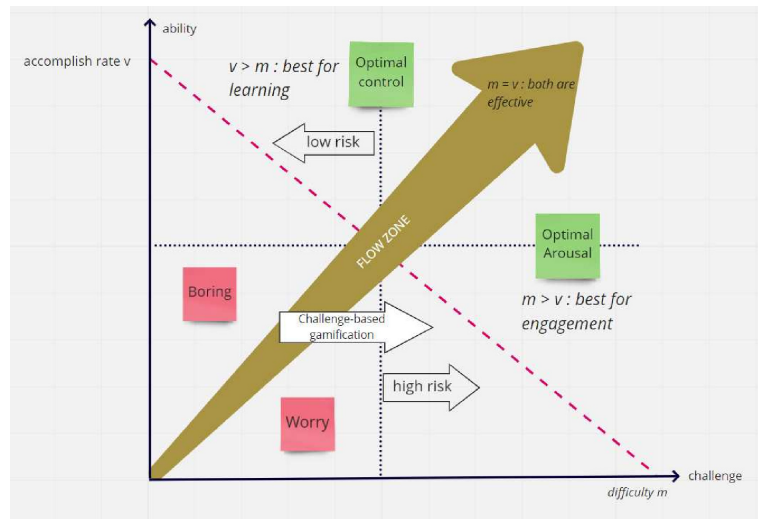 ability
accomplish rate v
v > m : best for
learning
Optimal
control
m = v : both are
effective
low risk
FLOW ZONE
Optimal
Arousal
Boring
m > v : best for
engagement
Challenge-based
gamification
high risk
Worry
challenge
difficulty m